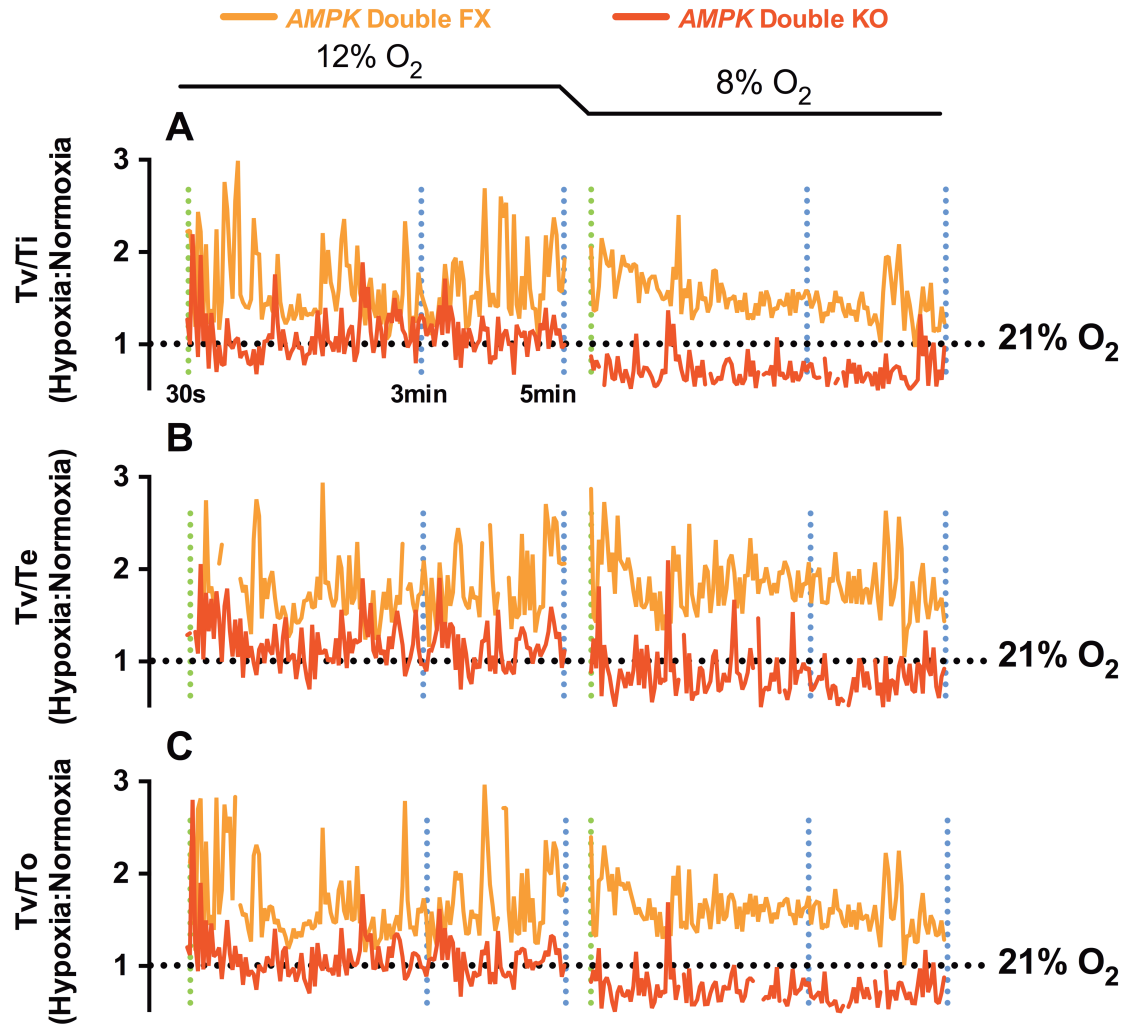 AMPK Double FX
AMPK Double KO
12% O2
8% O2
A
Tv/Ti
(Hypoxia:Normoxia
3
2
1
21% O2
30s
3min
5min
B
Tv/Te
(Hypoxia:Normoxia)
3
2
1
21% O2
C
Tv/To
(Hypoxia:Normoxia
3
2
1
21% O2